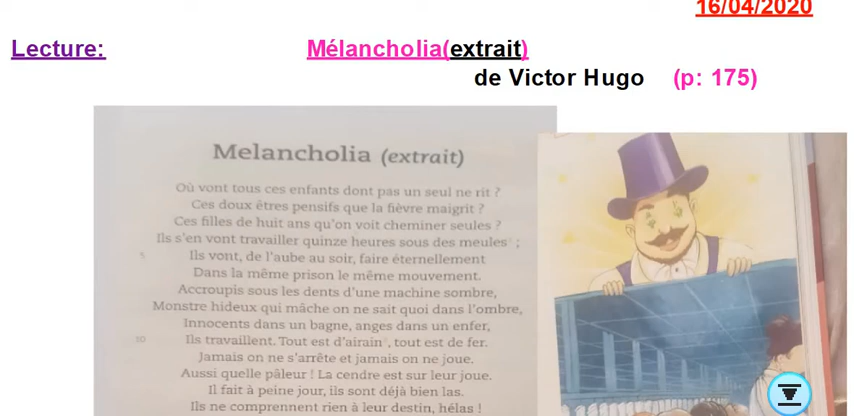 16/04/2020
Lecture: Mélancholia(extrait)
de Victor Hugo (p: 175)
Melancholia (extrait)
Où vont tous ces enfants dont pas un seul ne rit ?
Ces doux êtres pensifs que la fièvre maigrit ?
Ces filles de huit ans qu'on voit cheminer seules ?
Ils s'en vont travailler quinze heures sous des meules ;
Ils vont, de l'aube au soir, faire éternellement
Dans la même prison le même mouvement.
Accroupis sous les dents d'une machine sombre,
Monstre hideux qui mâche on ne sait quoi dans l'ombre,
Innocents dans un bagne, anges dans un enfer,
10 Ils travaillent. Tout est d'airain, tout est de fer.
Jamais on ne s'arrête et jamais on ne joue.
Aussi quelle pâleur ! La cendre est sur leur joue.
Il fait à peine jour, ils sont déjà bien las.
Ils ne comprennent rien à leur destin, hélas !